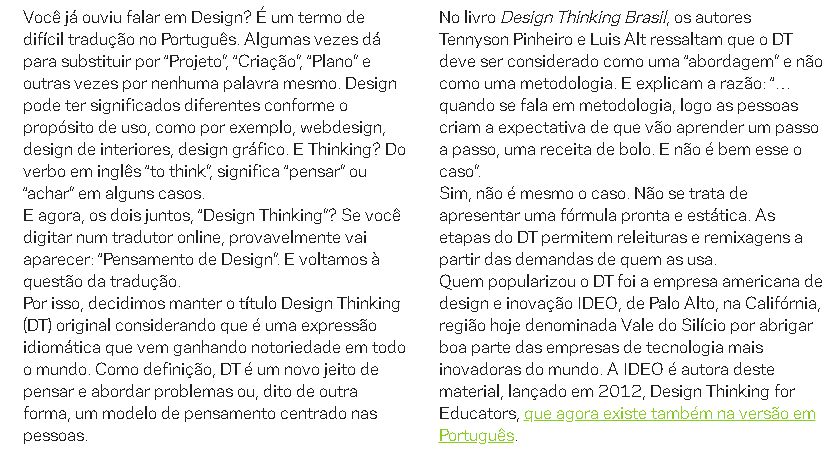 Você já ouviu falar em Design? É um termo de
difícil tradução no Português. Algumas vezes dá
para substituir por “Projeto”, “Criação”, “Plano” e
outras vezes por nenhuma palavra mesmo. Design
pode ter significados diferentes conforme o
propósito de uso, como por exemplo, webdesign,
design de interiores, design gráfico. E Thinking? Do
verbo em inglês “to think”, significa “pensar” ou
“achar” em alguns casos.
E agora, os dois juntos, “Design Thinking”? Se você
digitar num tradutor online, provavelmente vai
aparecer: “Pensamento de Design”. E voltamos à
questão da tradução.
Por isso, decidimos manter o título Design Thinking
(DT) original considerando que é uma expressão
idiomática que vem ganhando notoriedade em todo
o mundo. Como definição, DT é um novo jeito de
pensar e abordar problemas ou, dito de outra
forma, um modelo de pensamento centrado nas
pessoas.
No livro Design Thinking Brasil, os autores
Tennyson Pinheiro e Luis Alt ressaltam que o DT
deve ser considerado como uma “abordagem” e não
como uma metodologia. E explicam a razão: “...
quando se fala em metodologia, logo as pessoas
criam a expectativa de que vão aprender um passo
a passo, uma receita de bolo. E não é bem esse o
caso”.
Sim, não é mesmo o caso. Não se trata de
apresentar uma fórmula pronta e estática. As
etapas do DT permitem releituras e remixagens a
partir das demandas de quem as usa.
Quem popularizou o DT foi a empresa americana de
design e inovação IDEO, de Palo Alto, na Califórnia,
região hoje denominada Vale do Silício por abrigar
boa parte das empresas de tecnologia mais
inovadoras do mundo. A IDEO é autora deste
material, lançado em 2012, Design Thinking for
Educators, que agora existe também na versão em
Português.